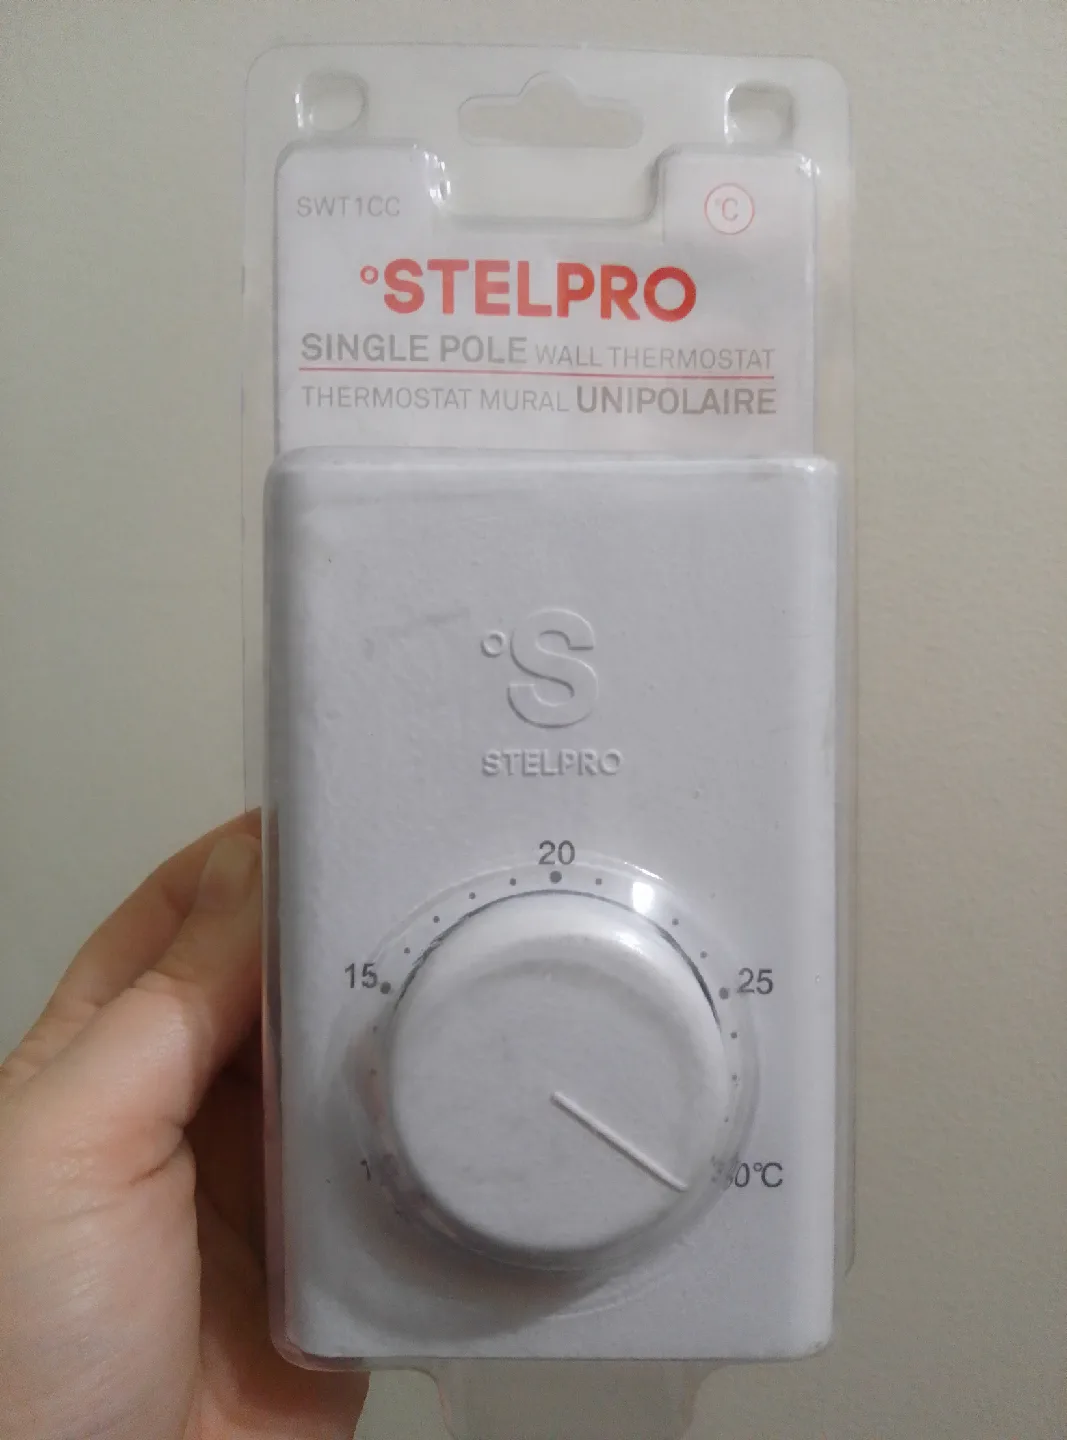 SWT1CC
°C
°STELPRO
SINGLE POLE WALL THERMOSTAT
THERMOSTAT MURAL UNIPOLAIRE
°S
STELPRO
20
15
25